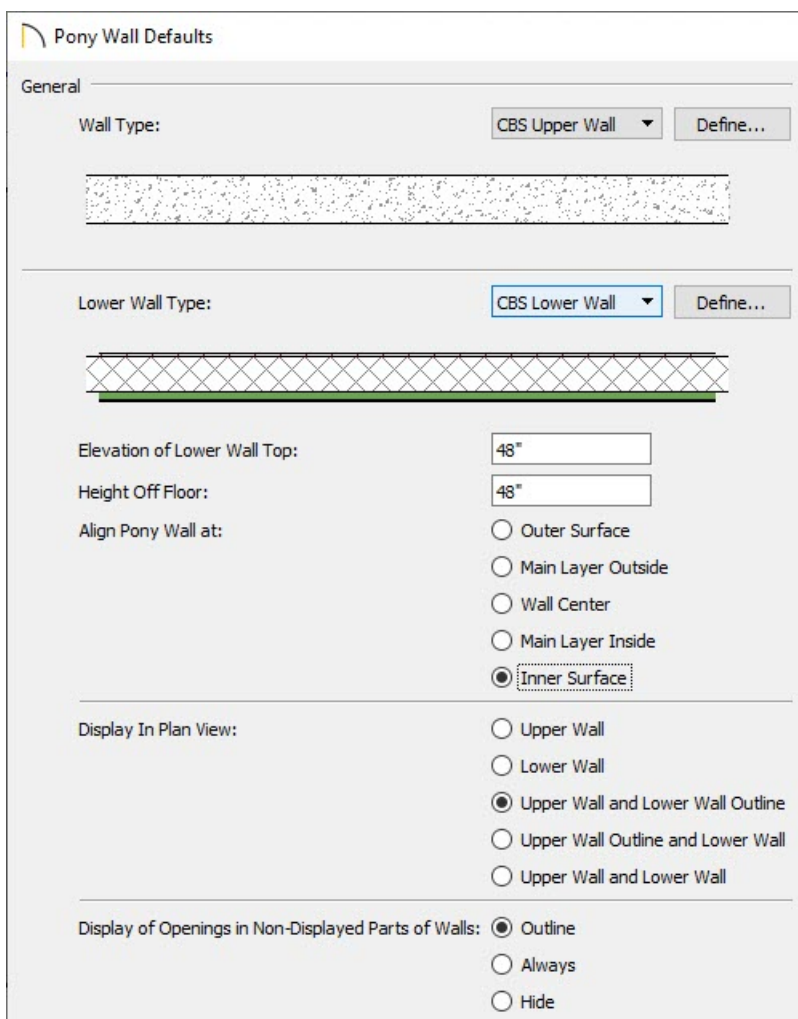 Pony Wall Defaults
General
Wall Type: CBS Upper Wall Define...
Lower Wall Type: CBS Lower Wall Define...
Elevation of Lower Wall Top: 48"
Height Off Floor: 48"
Align Pony Wall at: Outer Surface
Main Layer Outside
Wall Center
Main Layer Inside
Inner Surface
Display In Plan View: Upper Wall
Lower Wall
Upper Wall and Lower Wall Outline
Upper Wall Outline and Lower Wall
Upper Wall and Lower Wall
Display of Openings in Non-Displayed Parts of Walls: Outline
Always
Hide